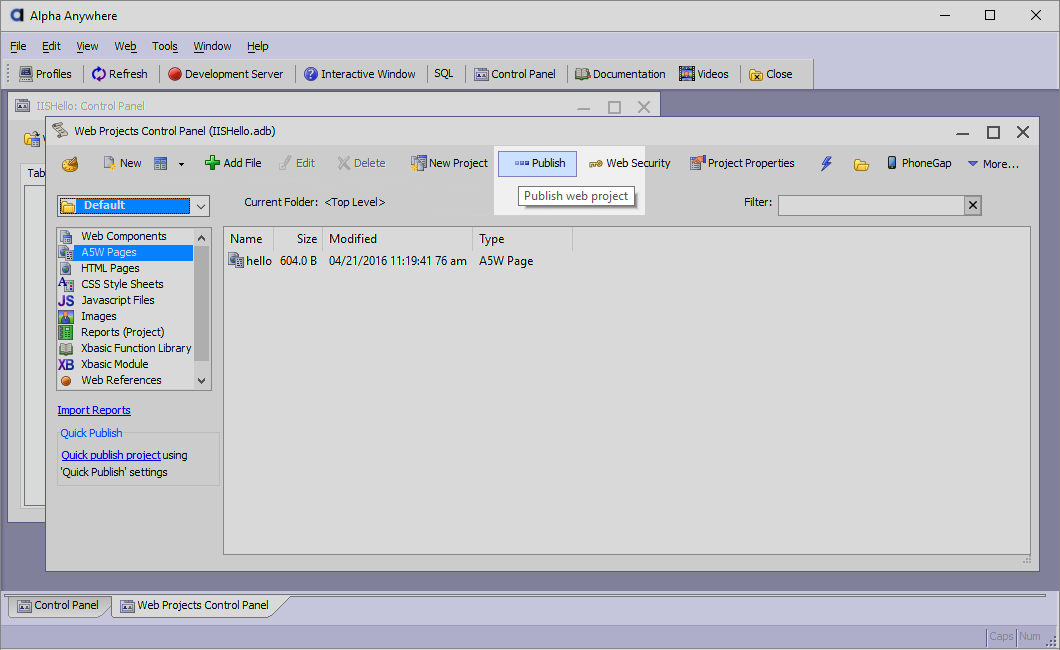 Alpha Anywhere
File Edit View Web Tools Window Help
Profiles Refresh Development Server Interactive Window SQL Control Panel Documentation Videos Close
IISHello: Control Panel
Web Projects Control Panel (IISHello.adb)
New Add File Edit Delete New Project Publish Web Security Project Properties PhoneGap More...
Tab
Publish web project
Default
Current Folder: <Top Level>
Filter:
Web Components
A5W Pages
HTML Pages
CSS Style Sheets
Javascript Files
Images
Reports (Project)
Xbasic Function Library
Xbasic Module
Web References
Name Size Modified Type
hello 604.0 B 04/21/2016 11:19:41 76 am A5W Page
Import Reports
Quick Publish
Quick publish project using
'Quick Publish' settings
Control Panel Web Projects Control Panel
Caps Num